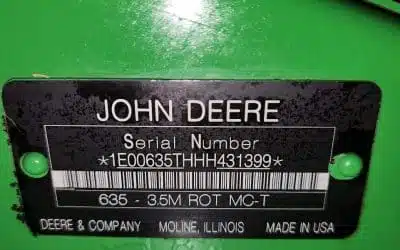 JOHN DEERE
Serial Number
*1E00635THHH431399*
635 - 3.5M ROT MC-T
DEERE & COMPANY MOLINE, ILLINOIS MADE IN USA